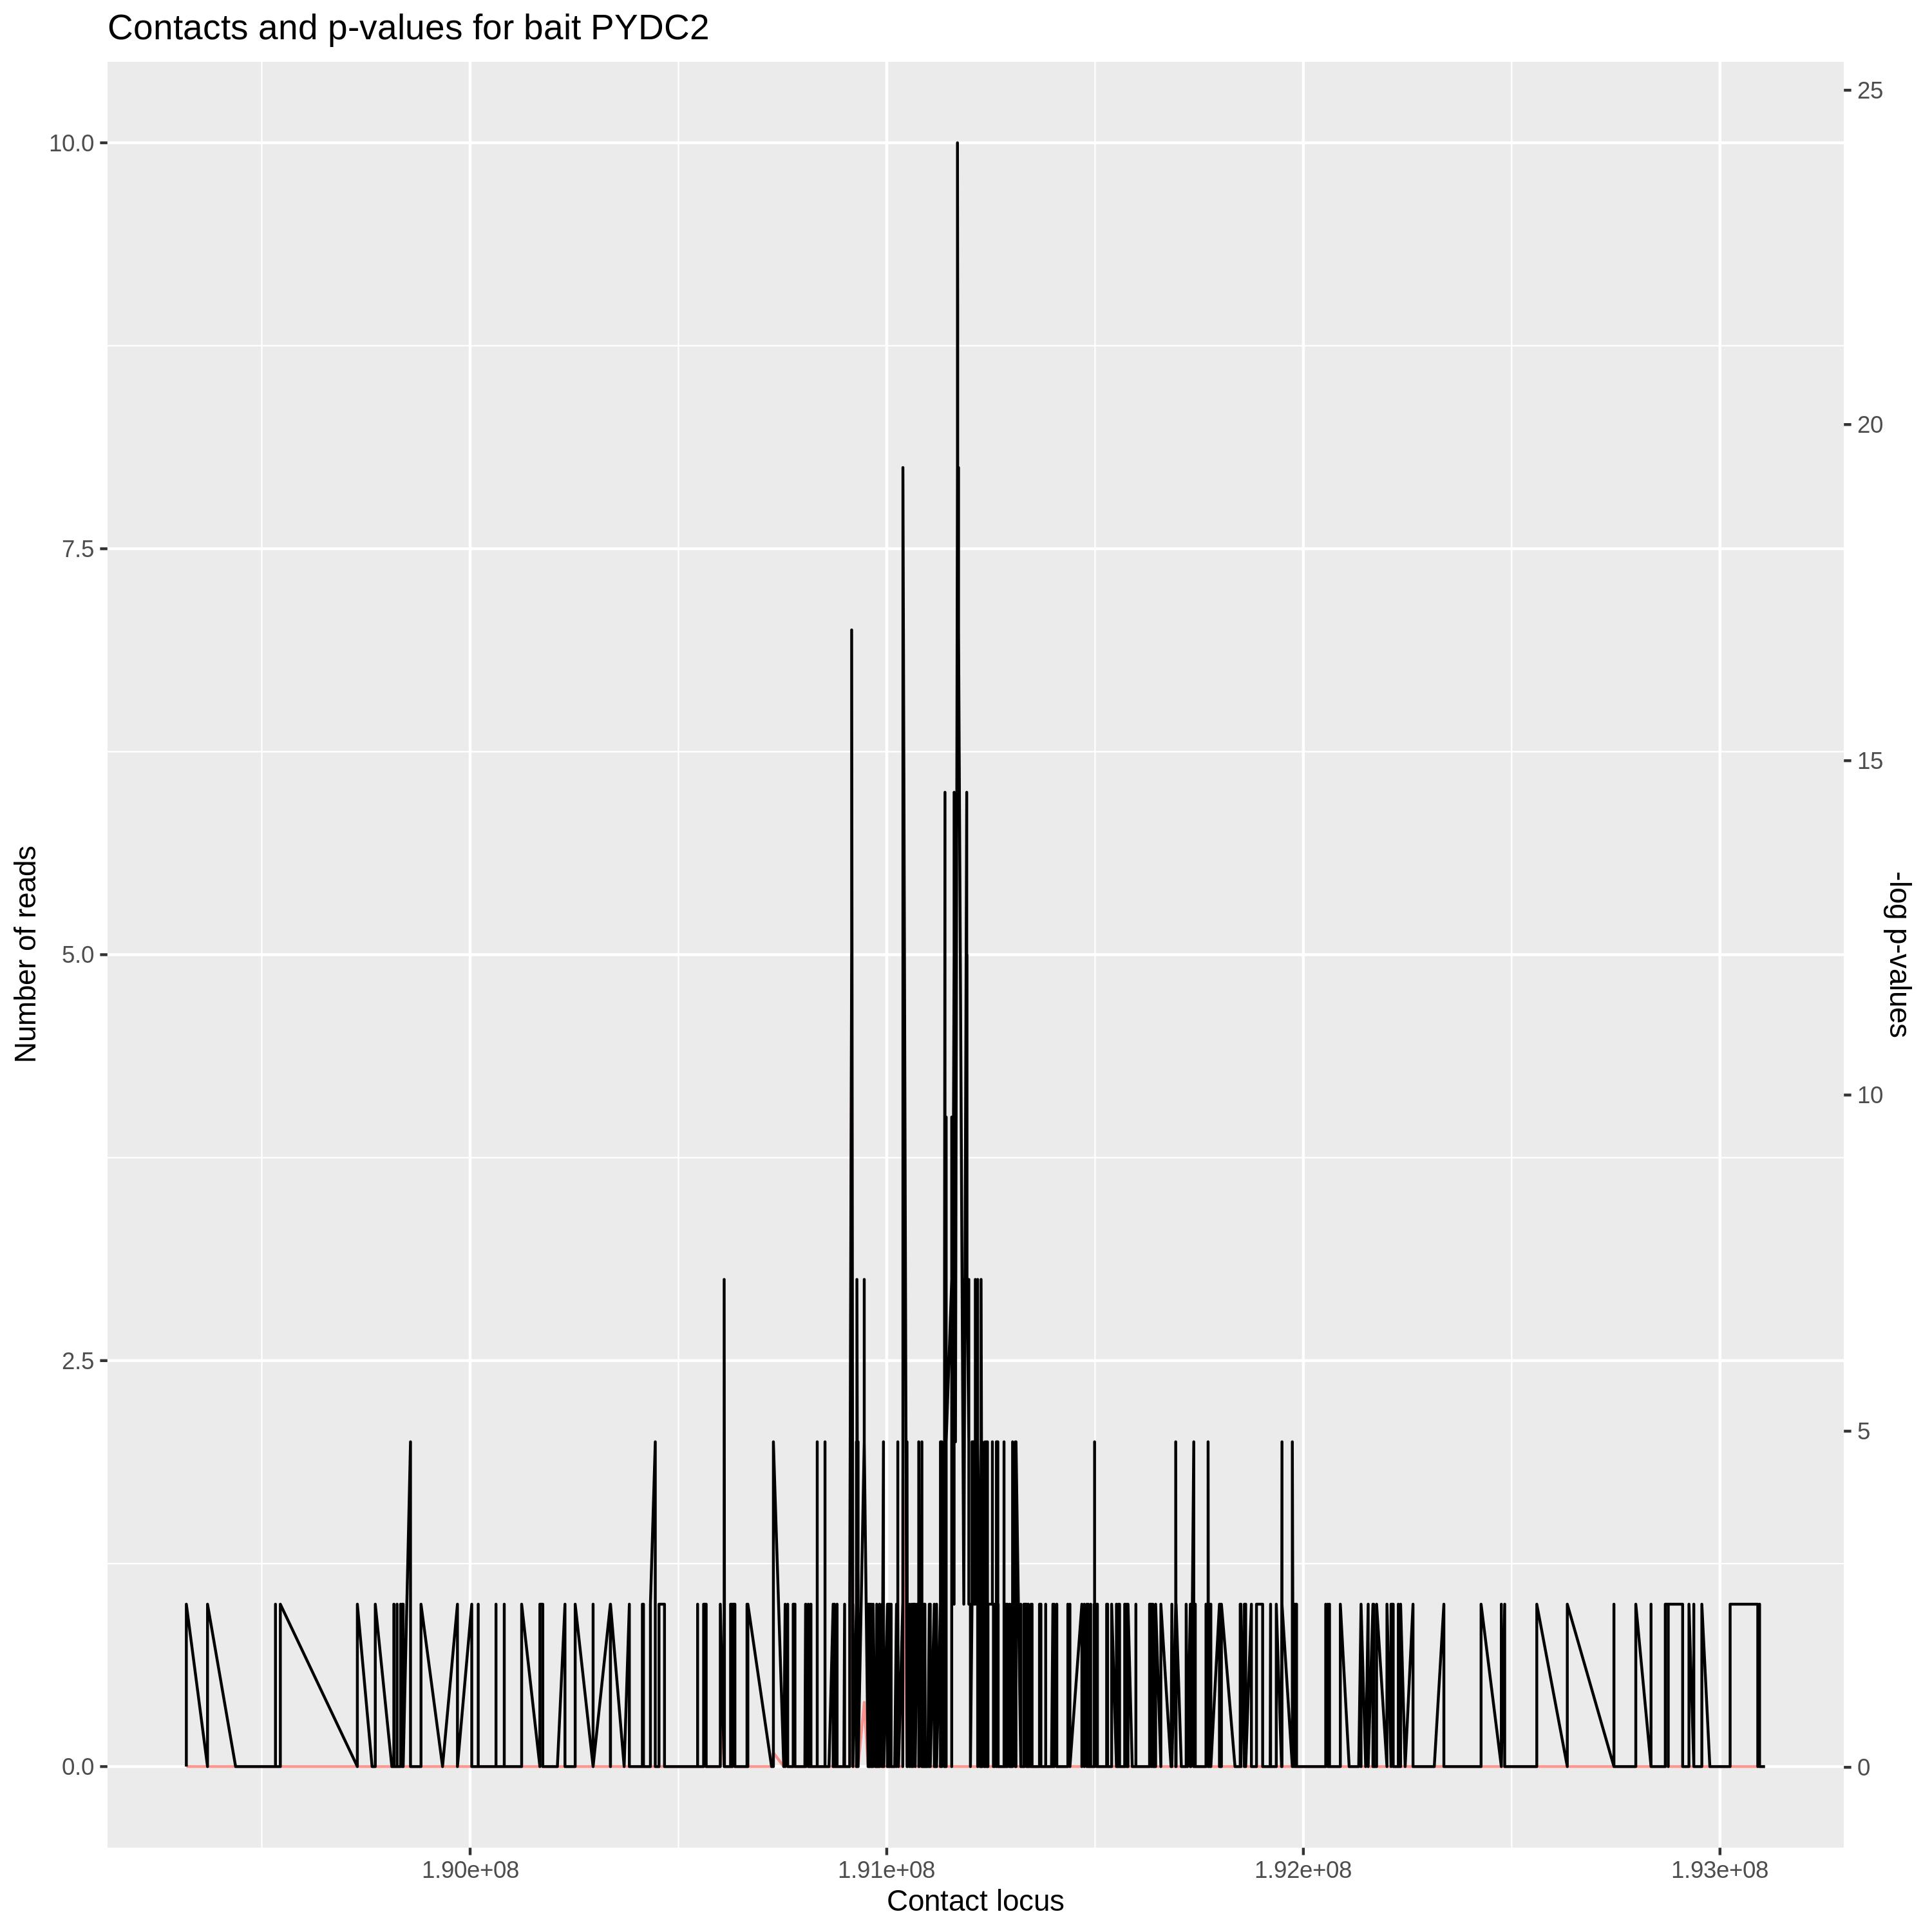 Contacts and p-values for bait PYDC2
10.0
7.5
5.0
2.5
0.0
Number of reads
25
20
15
10
5
0
-log p-values
1.90e+08
1.91e+08
1.92e+08
1.93e+08
Contact locus